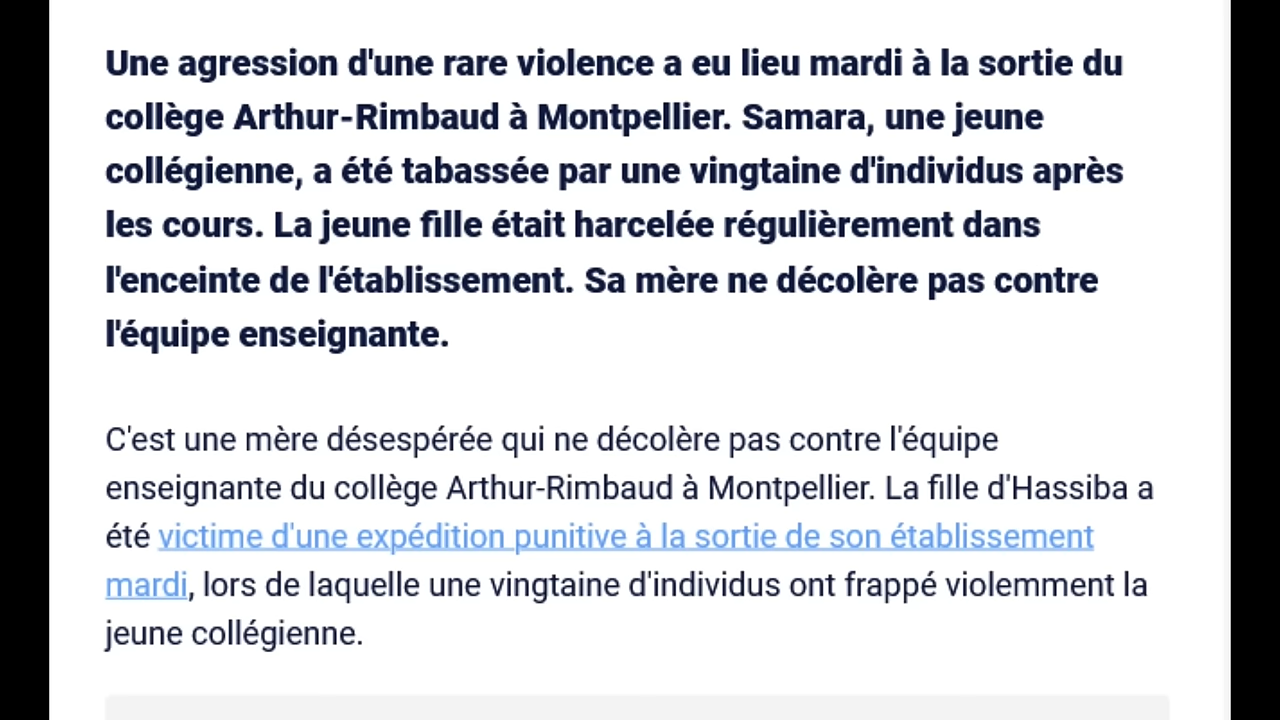 Une agression d'une rare violence a eu lieu mardi à la sortie du
collège Arthur-Rimbaud à Montpellier. Samara, une jeune
collégienne, a été tabassée par une vingtaine d'individus après
les cours. La jeune fille était harcelée régulièrement dans
l'enceinte de l'établissement. Sa mère ne décolère pas contre
l'équipe enseignante.
C'est une mère désespérée qui ne décolère pas contre l'équipe
enseignante du collège Arthur-Rimbaud à Montpellier. La fille d'Hassiba a
été victime d'une expédition punitive à la sortie de son établissement
mardi, lors de laquelle une vingtaine d'individus ont frappé violemment la
jeune collégienne.